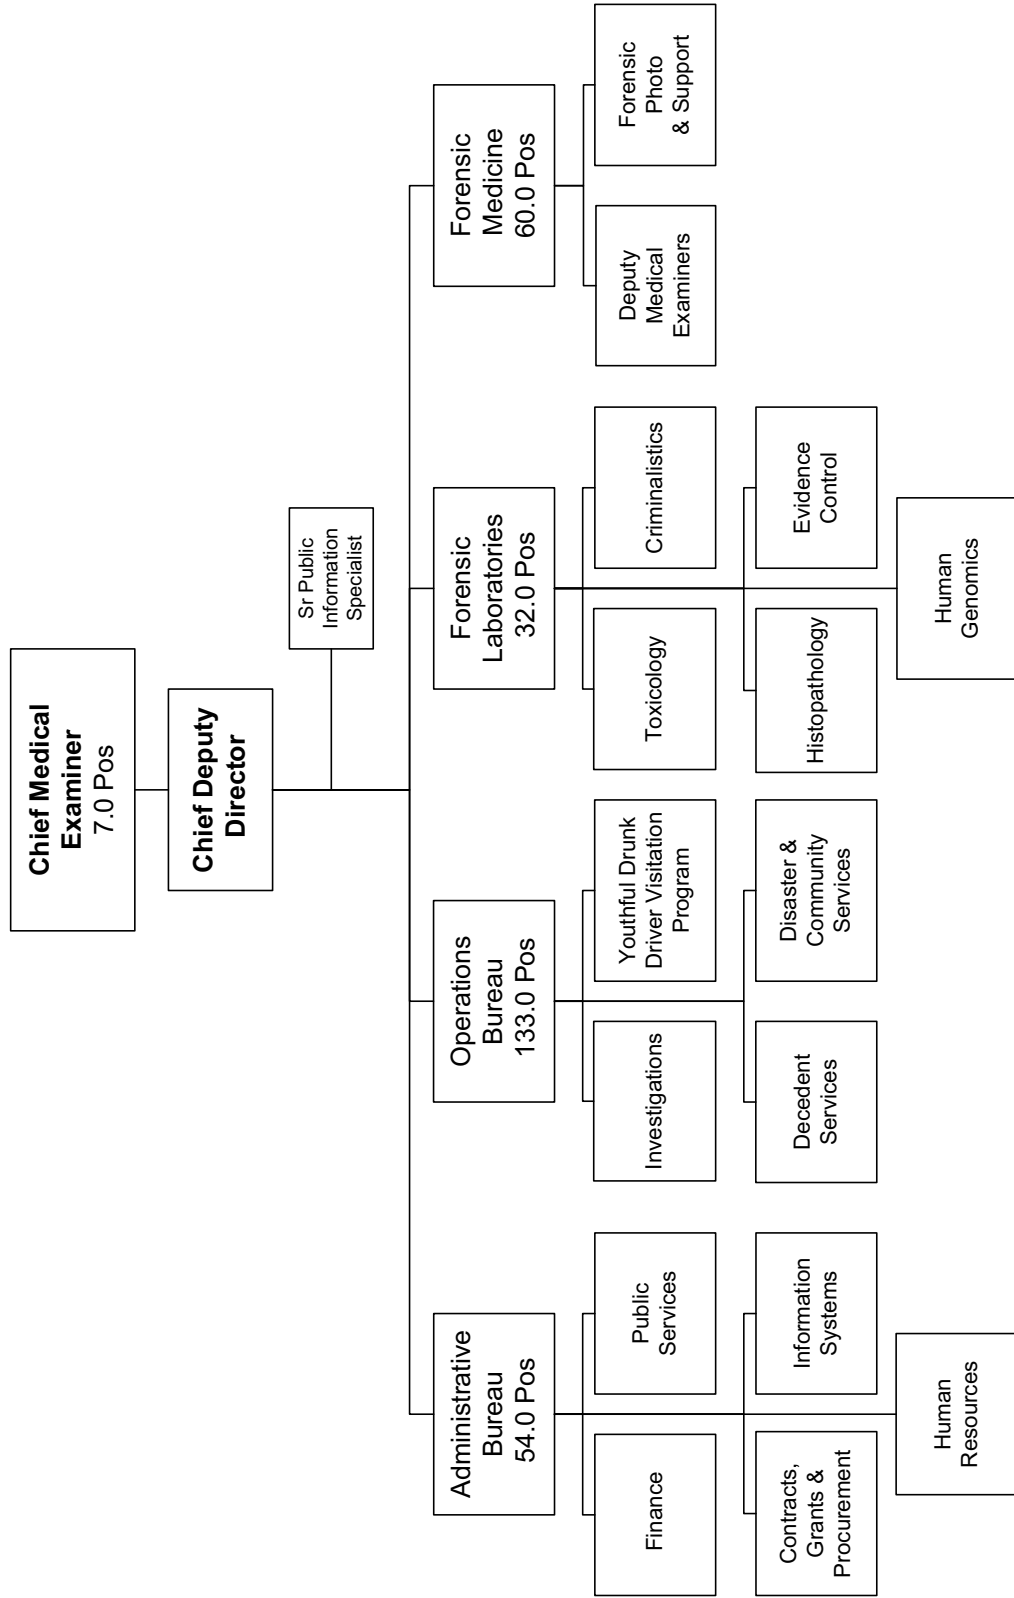 Chief Medical
Examiner
7.0 Pos
Chief Deputy
Director
Sr Public
Information
Specialist
Administrative
Bureau
54.0 Pos
Operations
Bureau
133.0 Pos
Forensic
Laboratories
32.0 Pos
Forensic
Medicine
60.0 Pos
Finance
Public
Services
Investigations
Youthful Drunk
Driver Visitation
Program
Toxicology
Criminalistics
Deputy
Medical
Examiners
Forensic
Photo
& Support
Contracts,
Grants &
Procurement
Information
Systems
Decedent
Services
Disaster &
Community
Services
Histopathology
Evidence
Control
Human
Resources
Human
Genomics